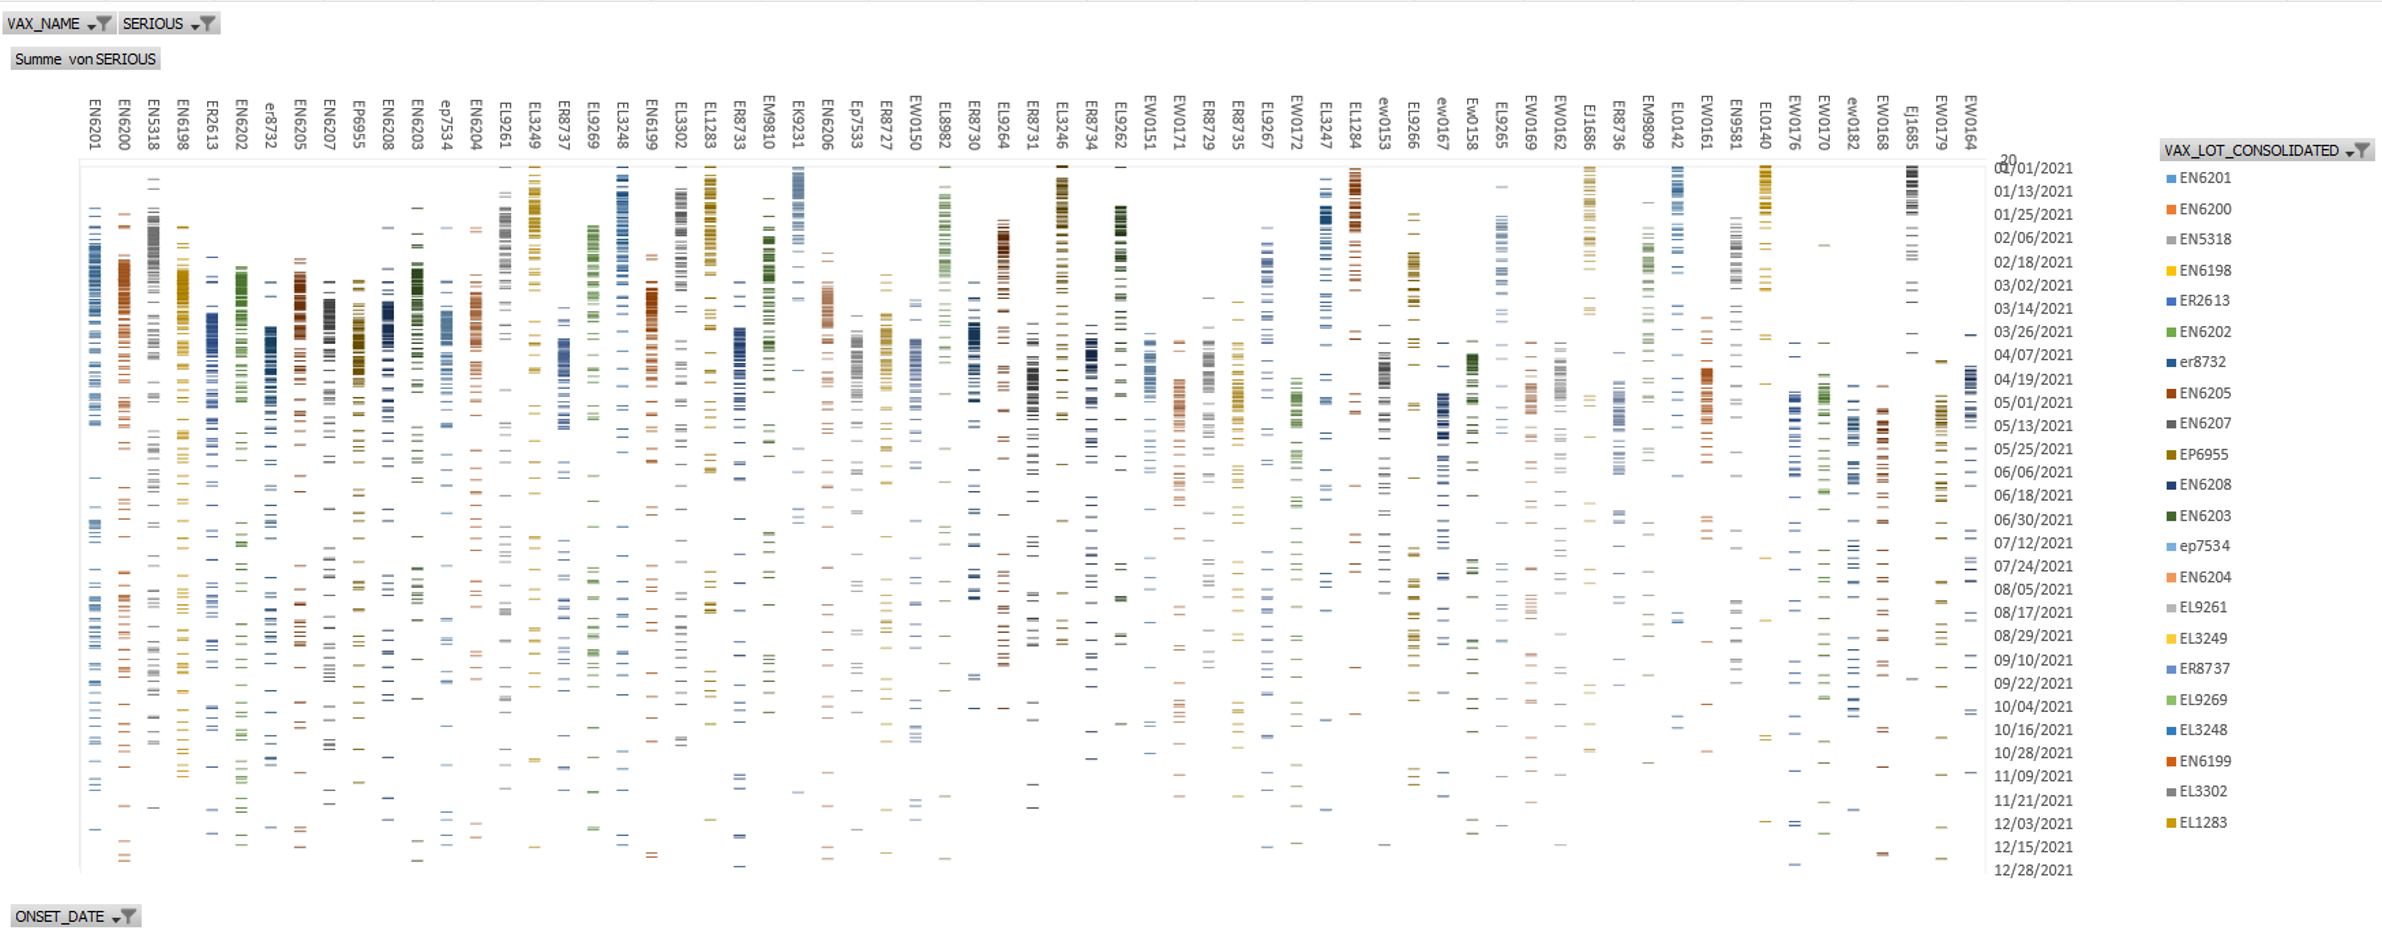 VAX_NAME SERIOUS
Summe von SERIOUS
EN6201
EN6200
EN5318
EN6198
ER2613
EN6202
er8732
EN6205
EN6207
EP6955
EN6208
EN6203
ep7534
EN6204
EL9261
EL3249
ER8737
EL9269
EL3248
EN6199
EL3302
EL1283
ER8733
EM9810
EK9231
EN6206
Ep7533
ER8727
EW0150
EL8982
ER8730
EL9264
ER8731
EL3246
ER8734
EL9262
EW0151
EW0171
ER8729
ER8735
EL9267
EW0172
EL3247
EL1284
ew0153
EL9266
ew0167
Ew0158
EL9265
EW0169
EW0162
EJ1686
ER8736
EM9809
EL0142
EW0161
EN9581
EL0140
EW0176
EW0170
ew0182
EW0168
Ej1685
EW0179
EW0164
20
01/01/2021
01/13/2021
01/25/2021
02/06/2021
02/18/2021
03/02/2021
03/14/2021
03/26/2021
04/07/2021
04/19/2021
05/01/2021
05/13/2021
05/25/2021
06/06/2021
06/18/2021
06/30/2021
07/12/2021
07/24/2021
08/05/2021
08/17/2021
08/29/2021
09/10/2021
09/22/2021
10/04/2021
10/16/2021
10/28/2021
11/09/2021
11/21/2021
12/03/2021
12/15/2021
12/28/2021
VAX_LOT_CONSOLIDATED
EN6201
EN6200
EN5318
EN6198
ER2613
EN6202
er8732
EN6205
EN6207
EP6955
EN6208
EN6203
ep7534
EN6204
EL9261
EL3249
ER8737
EL9269
EL3248
EN6199
EL3302
EL1283
ONSET_DATE